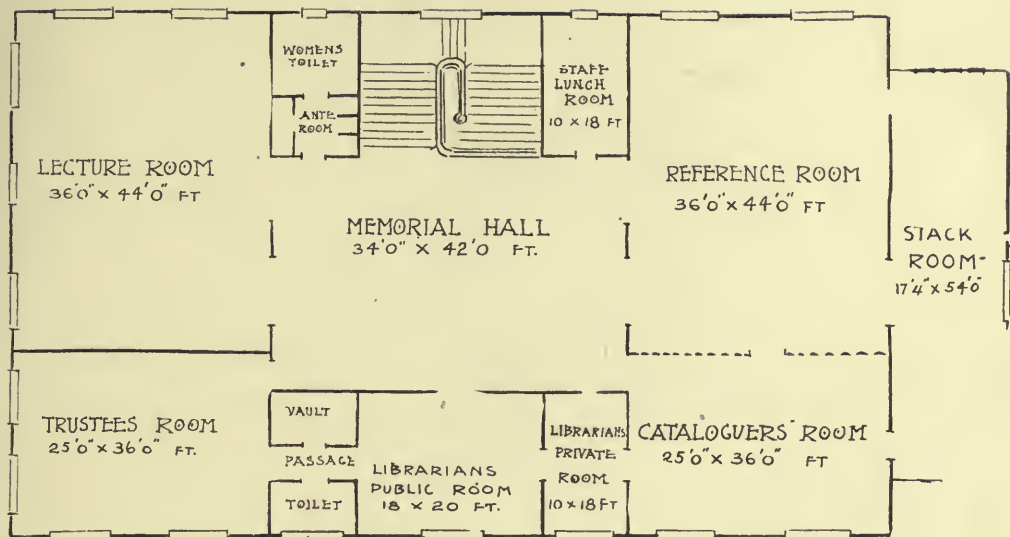 WOMENS
TOILET
ANTE
ROOM
STAFF
LUNCH
ROOM
10 x 18 FT
LECTURE ROOM
36'0" x 44'0" FT
MEMORIAL HALL
34'0" x 42'0 FT.
REFERENCE ROOM
36'0" x 44'0" FT
STACK
ROOM-
17'4" x 54'0
TRUSTEES ROOM
25'0" x 36'0" FT.
VAULT
PASSAGE
TOILET
LIBRARIANS
PUBLIC ROOM
18 x 20 FT.
LIBRARIANS
PRIVATE
ROOM
10 x 18 FT
CATALOGUERS' ROOM
25'0" x 36'0" FT